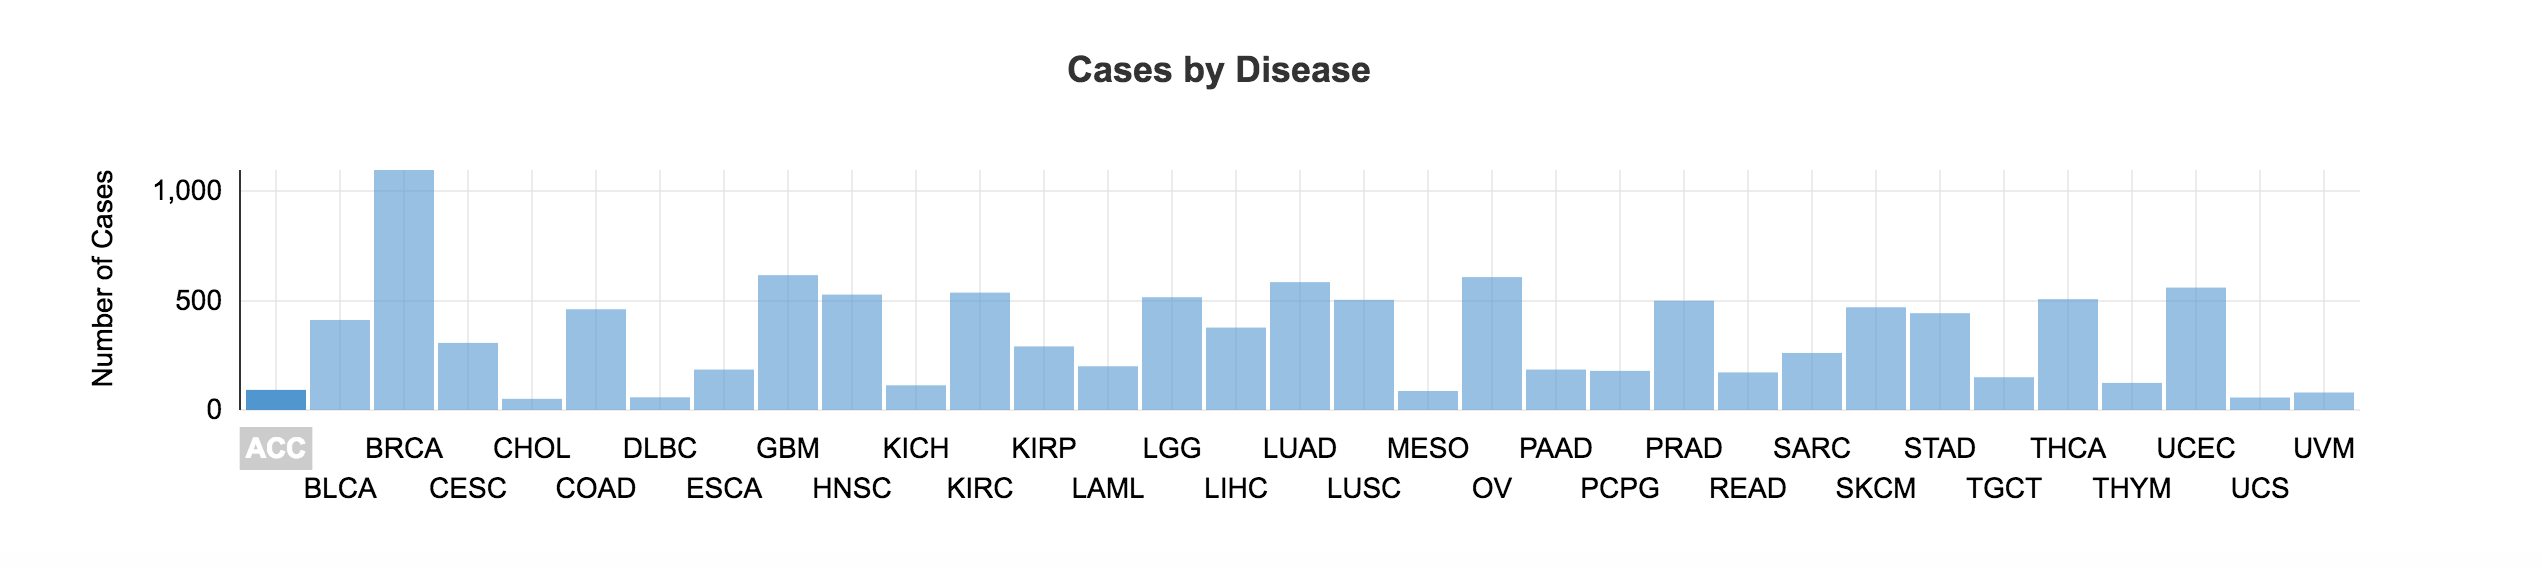 Cases by Disease
Number of Cases
1,000
500
0
ACC BRCA CHOL DLBC GBM KICH KIRP LGG LUAD MESO PAAD PRAD SARC STAD THCA UCEC UVM
BLCA CESC COAD ESCA HNSC KIRC LAML LIHC LUSC OV PCPG READ SKCM TGCT THYM UCS